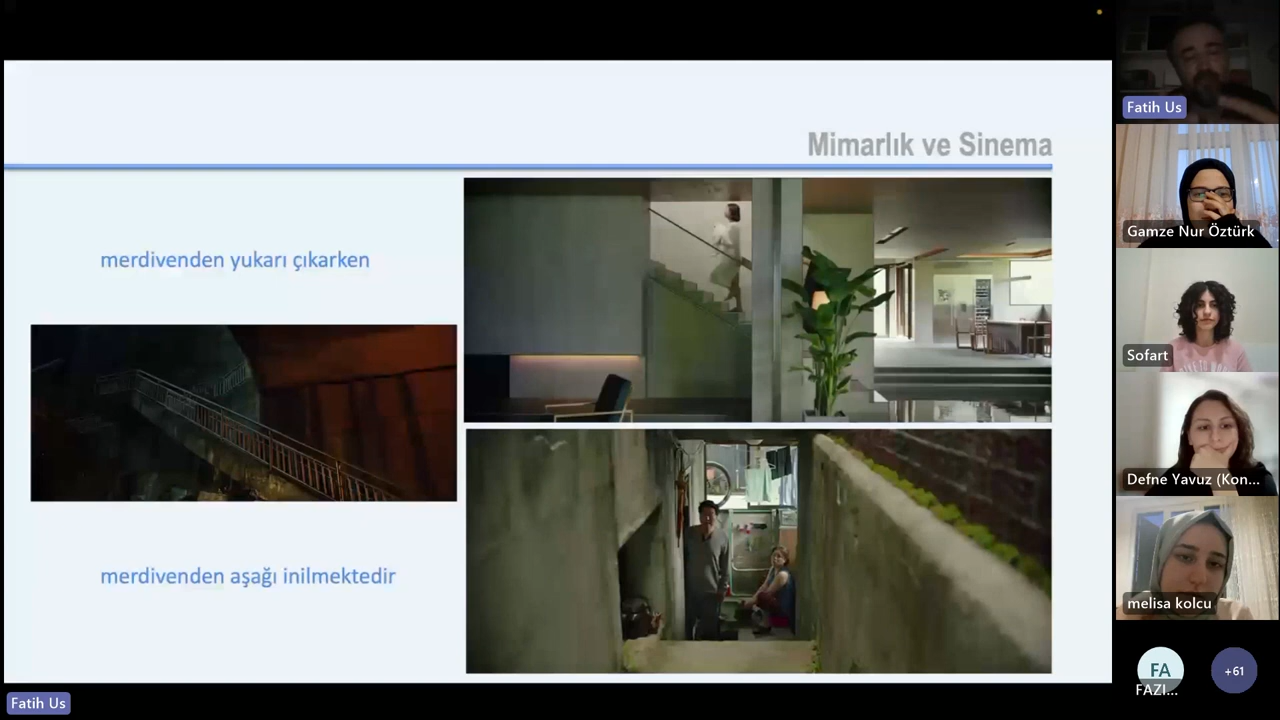 Mimarlık ve Sinema
merdivenden yukarı çıkarken
merdivenden aşağı inilmektedir
Fatih Us
Fatih Us
Gamze Nur Öztürk
Sofart
Defne Yavuz (Kon...
melisa kolcu
FA
FAZI...
+61